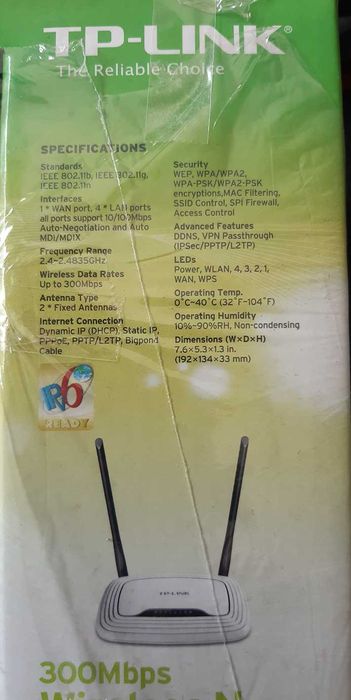 TP-LINK®
The Reliable Choice
SPECIFICATIONS
Standards
IEEE 802.11b, IEEE 802.11g,
IEEE 802.11n
Interfaces
1 * WAN port, 4 * LAN ports
all ports support 10/100Mbps
Auto-Negotiation and Auto
MDI/MDIX
Frequency Range
2.4~2.4835GHz
Wireless Data Rates
Up to 300Mbps
Antenna Type
2 * Fixed Antennas
Internet Connection
Dynamic IP (DHCP), Static IP,
PPPoE, PPTP/L2TP, Bigpond
Cable
Security
WEP, WPA/WPA2,
WPA-PSK/WPA2-PSK
encryptions,MAC Filtering,
SSID Control, SPI Firewall,
Access Control
Advanced Features
DDNS, VPN Passthrough
(IPSec/PPTP/L2TP)
LEDs
Power, WLAN, 4, 3, 2, 1,
WAN, WPS
Operating Temp.
0˚C~40˚C (32˚F~104˚F)
Operating Humidity
10%~90%RH, Non-condensing
Dimensions (W×D×H)
7.6×5.3×1.3 in.
(192×134×33 mm)
IPv6
READY
TP-LINK
300Mbps
Wireless N